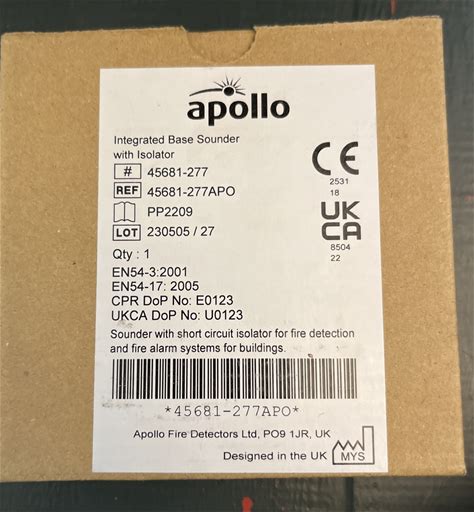 apollo
Integrated Base Sounder
with Isolator
# 45681-277
REF 45681-277APO
PP2209
LOT 230505 / 27
Qty : 1
EN54-3:2001
EN54-17: 2005
CPR DoP No: E0123
UKCA DoP No: U0123
CE
2531
18
UK
CA
8504
22
Sounder with short circuit isolator for fire detection
and fire alarm systems for buildings.
*45681-277APO*
Apollo Fire Detectors Ltd, PO9 1JR, UK
Designed in the UK
MYS